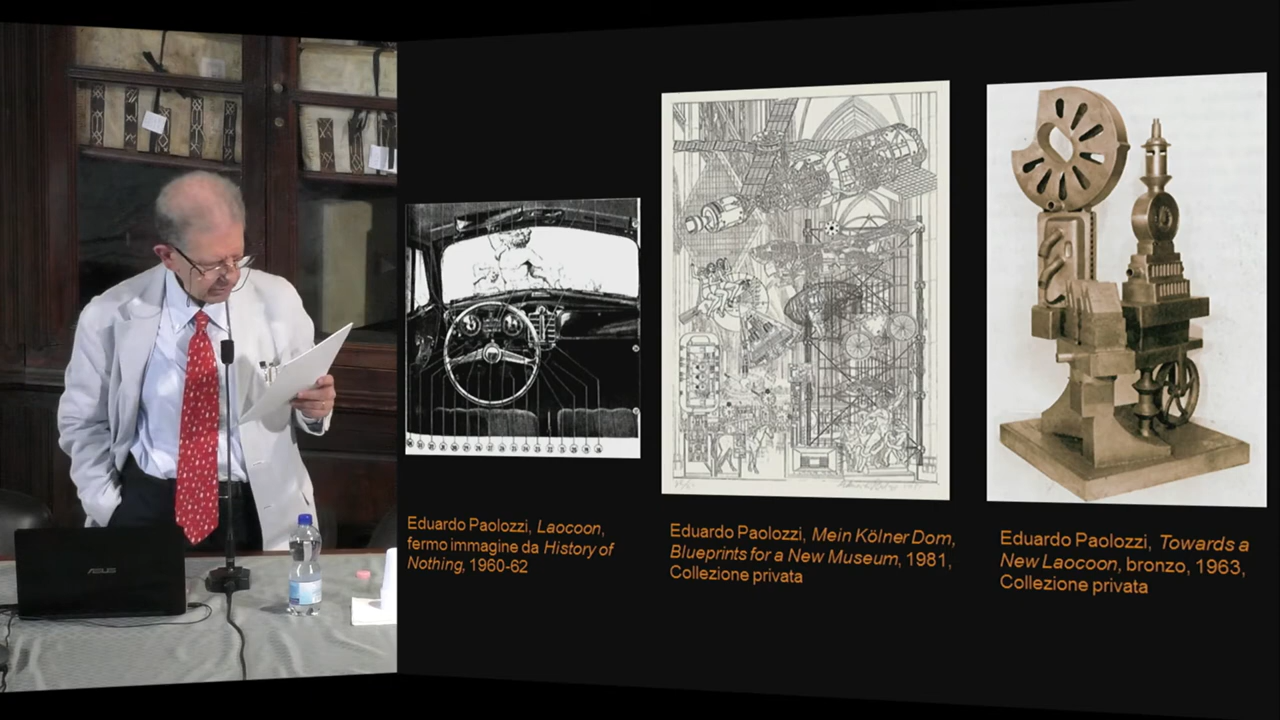 Eduardo Paolozzi, Laocoon,
fermo immagine da History of
Nothing, 1960-62
Eduardo Paolozzi, Mein Kölner Dom,
Blueprints for a New Museum, 1981,
Collezione privata
Eduardo Paolozzi, Towards a
New Laocoon, bronzo, 1963,
Collezione privata
ASUS